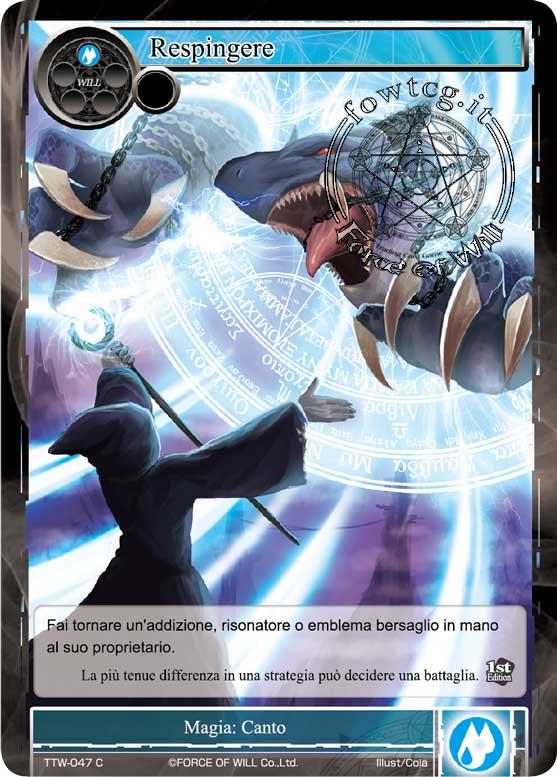 Respingere
WILL
fowtcg.it
Force of Will
Fai tornare un'addizione, risonatore o emblema bersaglio in mano
al suo proprietario.
La più tenue differenza in una strategia può decidere una battaglia.
1st
Edition
Magia: Canto
TTW-047 C
©FORCE OF WILL Co.,Ltd.
Illust/Cola